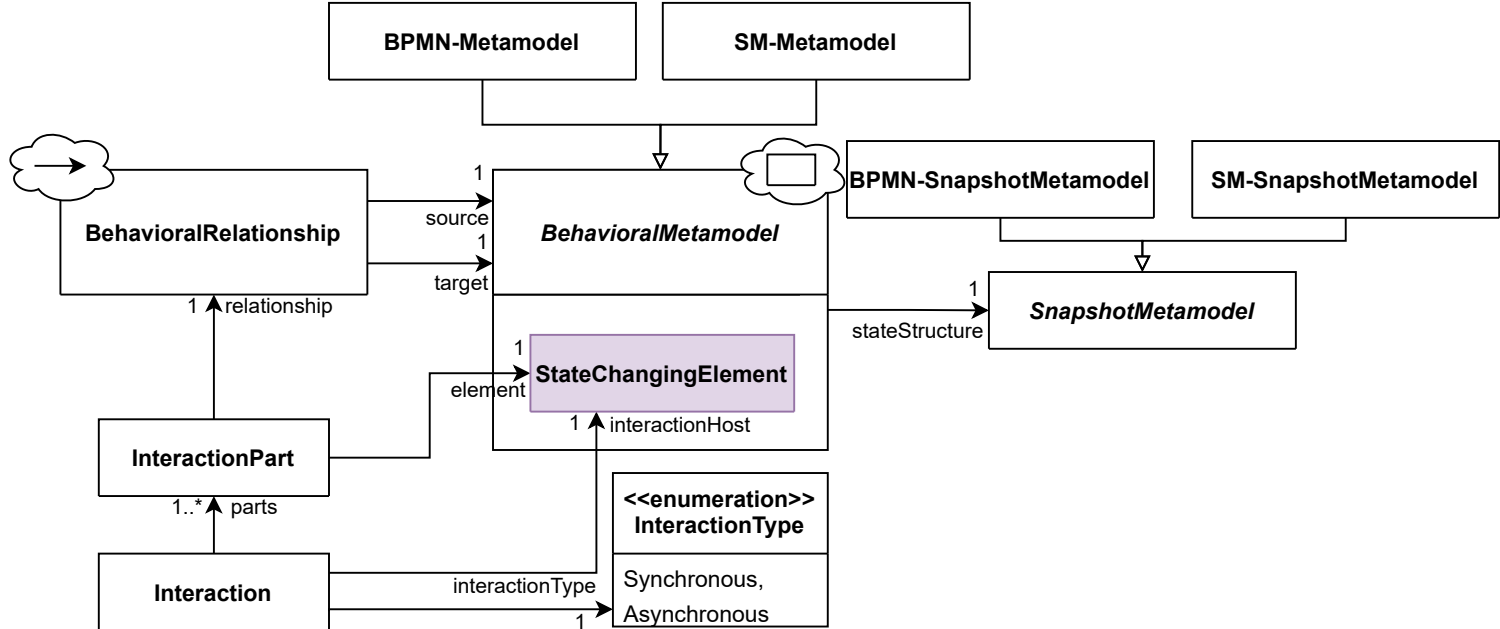 BPMN-Metamodel
SM-Metamodel
BPMN-SnapshotMetamodel
SM-SnapshotMetamodel
1
source
BehavioralRelationship
BehavioralMetamodel
1
target
1
relationship
1
stateStructure
SnapshotMetamodel
1
element
StateChangingElement
1
interactionHost
InteractionPart
1..*
parts
<<enumeration>>
InteractionType
Synchronous,
Asynchronous
Interaction
interactionType
1